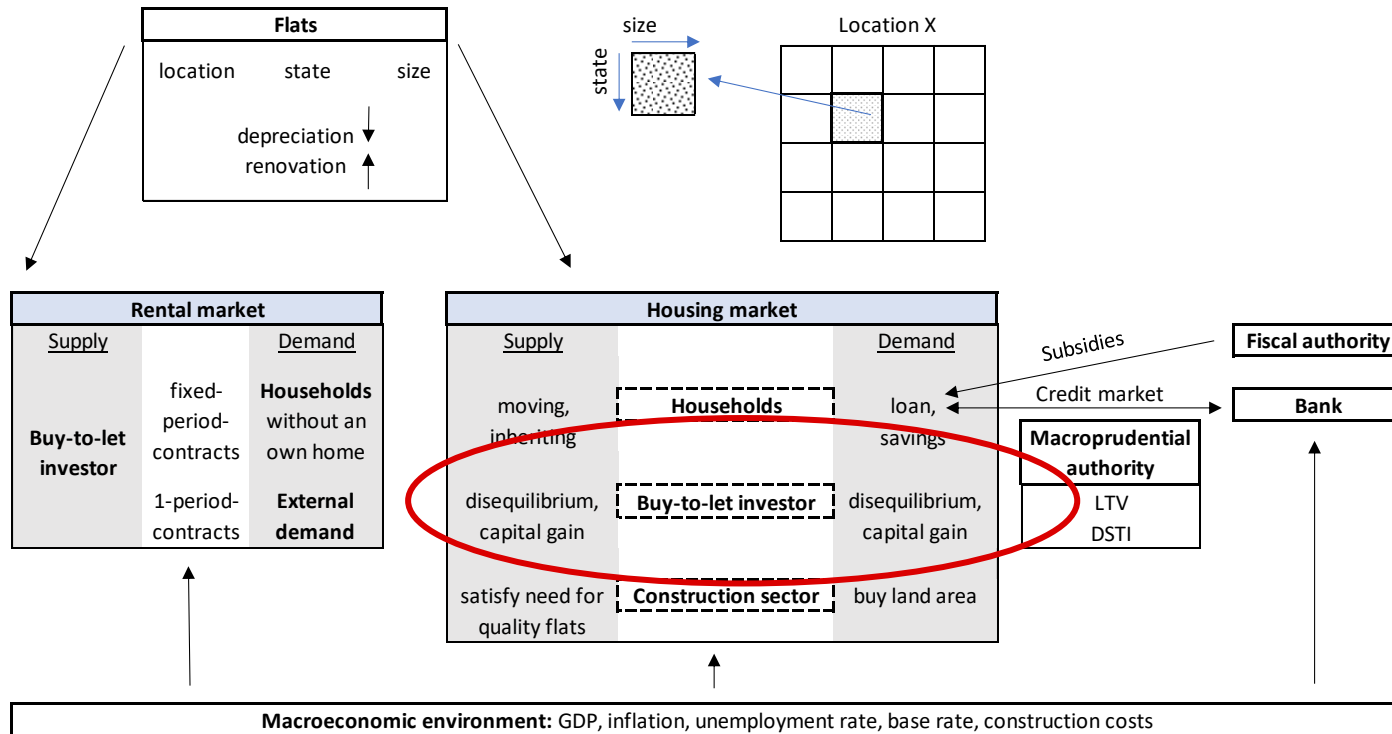 Flats
location state size
depreciation
renovation
size
state
Location X
Rental market
Supply
Demand
Buy-to-let
investor
fixed-
period-
contracts
1-period-
contracts
Households
without an
own home
External
demand
Housing market
Supply
Demand
moving,
inheriting
Households
loan,
savings
disequilibrium,
capital gain
Buy-to-let investor
disequilibrium,
capital gain
satisfy need for
quality flats
Construction sector
buy land area
Subsidies
Fiscal authority
Credit market
Bank
Macroprudential
authority
LTV
DSTI
Macroeconomic environment: GDP, inflation, unemployment rate, base rate, construction costs